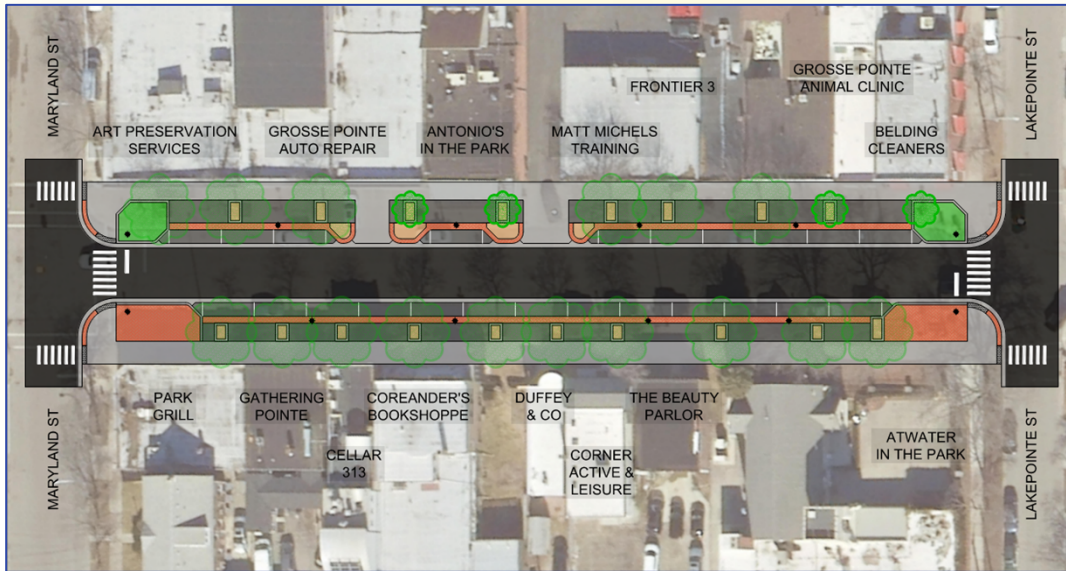 MARYLAND ST
ART PRESERVATION
SERVICES
GROSSE POINTE
AUTO REPAIR
ANTONIO'S
IN THE PARK
MATT MICHELS
TRAINING
FRONTIER 3
GROSSE POINTE
ANIMAL CLINIC
BELDING
CLEANERS
LAKEPOINTE ST
MARYLAND ST
PARK
GRILL
GATHERING
POINTE
CELLAR
313
COREANDER'S
BOOKSHOPPE
DUFFEY
& CO
CORNER
ACTIVE &
LEISURE
THE BEAUTY
PARLOR
ATWATER
IN THE PARK
LAKEPOINTE ST